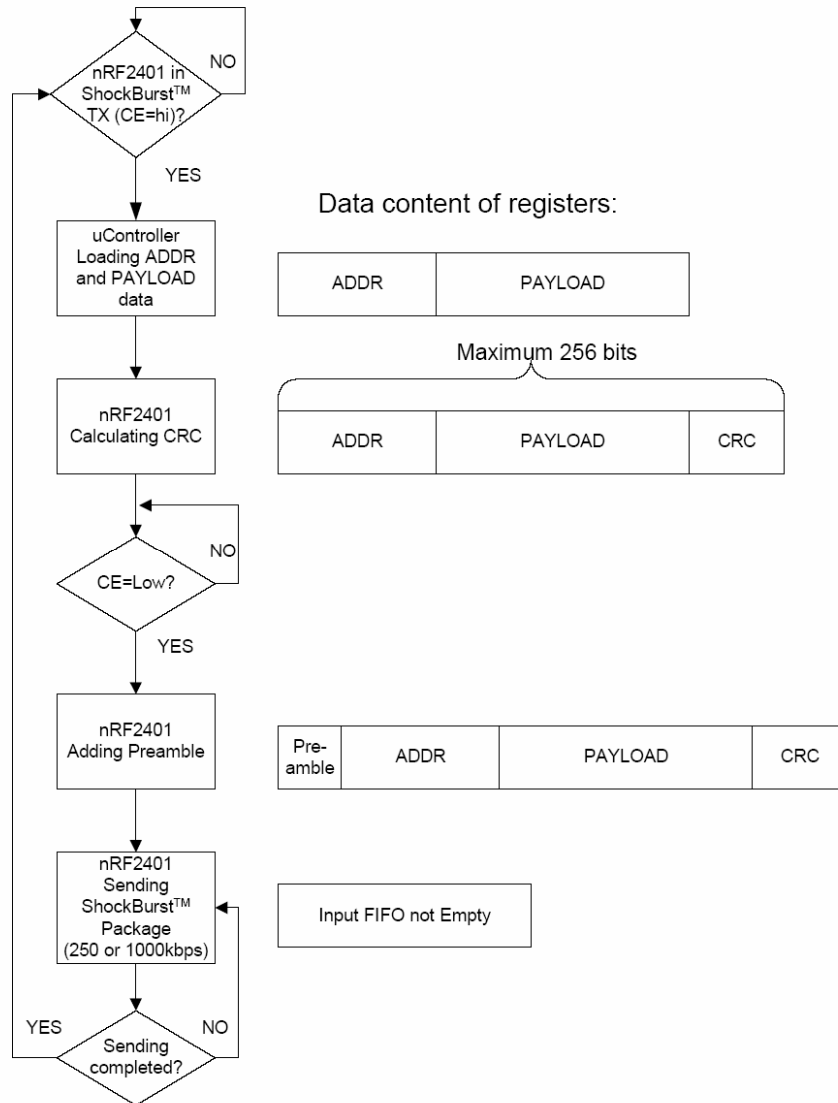 nRF2401 in
ShockBurst™
TX (CE=hi)?
NO
YES
Data content of registers:
uController
Loading ADDR
and PAYLOAD
data
ADDR
PAYLOAD
Maximum 256 bits
nRF2401
Calculating CRC
ADDR
PAYLOAD
CRC
NO
CE=Low?
YES
nRF2401
Adding Preamble
Pre-
amble
ADDR
PAYLOAD
CRC
nRF2401
Sending
ShockBurst™
Package
(250 or 1000kbps)
Input FIFO not Empty
YES
NO
Sending
completed?